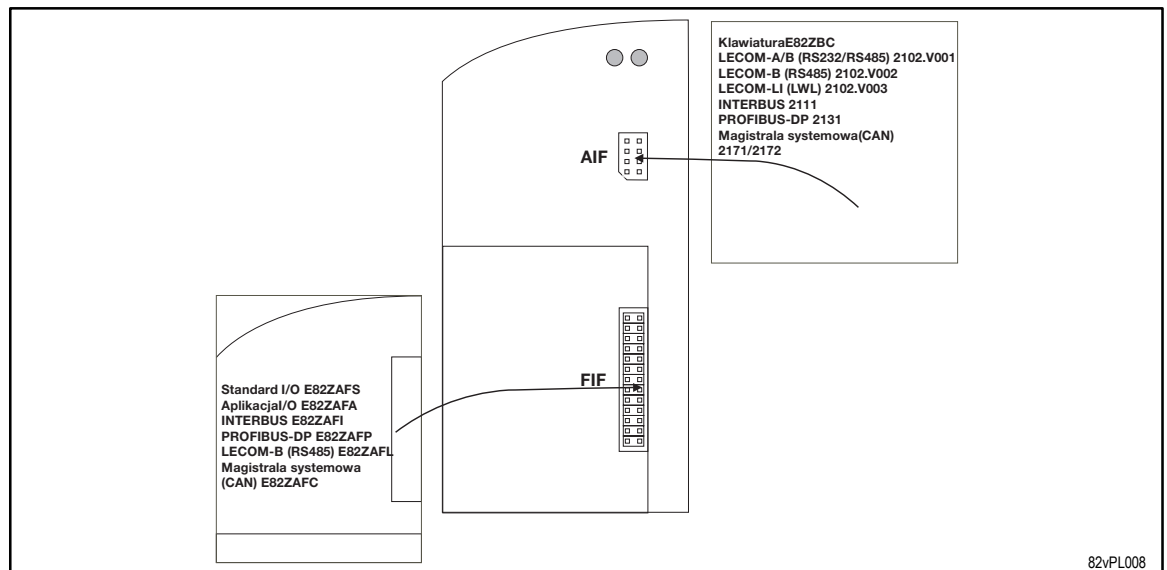 KlawiaturaE82ZBC
LECOM-A/B (RS232/RS485) 2102.V001
LECOM-B (RS485) 2102.V002
LECOM-LI (LWL) 2102.V003
INTERBUS 2111
PROFIBUS-DP 2131
Magistrala systemowa(CAN)
2171/2172
AIF
FIF
Standard I/O E82ZAFS
AplikacjaI/O E82ZAFA
INTERBUS E82ZAFI
PROFIBUS-DP E82ZAFP
LECOM-B (RS485) E82ZAFL
Magistrala systemowa
(CAN) E82ZAFC
82vPL008